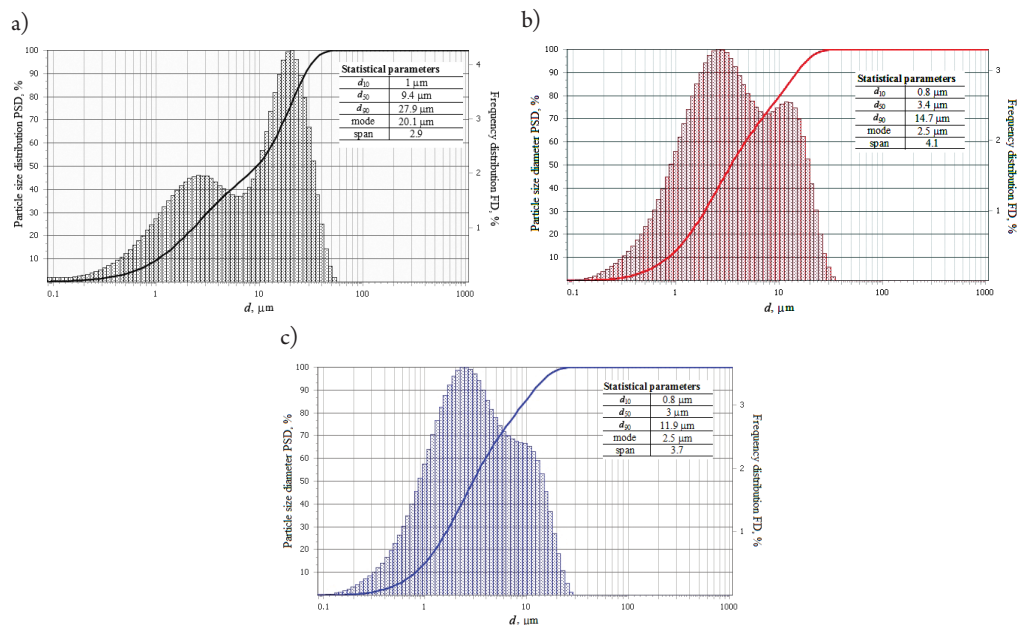 a)
Particle size distribution PSD, %
100
90
80
70
60
50
40
30
20
10
0.1 1 10 100 1000
d, µm
4
3
2
1
Frequency distribution FD, %
Statistical parameters
d10 1 µm
d50 9.4 µm
d90 27.9 µm
mode 20.1 µm
span 2.9
b)
Particle size diameter PSD, %
100
90
80
70
60
50
40
30
20
10
0.1 1 10 100 1000
d, µm
3
2
1
Frequency distribution FD, %
Statistical parameters
d10 0.8 µm
d50 3.4 µm
d90 14.7 µm
mode 2.5 µm
span 4.1
c)
Particle size diameter PSD, %
100
90
80
70
60
50
40
30
20
10
0.1 1 10 100 1000
d, µm
3
2
1
Frequency distribution FD, %
Statistical parameters
d10 0.8 µm
d50 3 µm
d90 11.9 µm
mode 2.5 µm
span 3.7